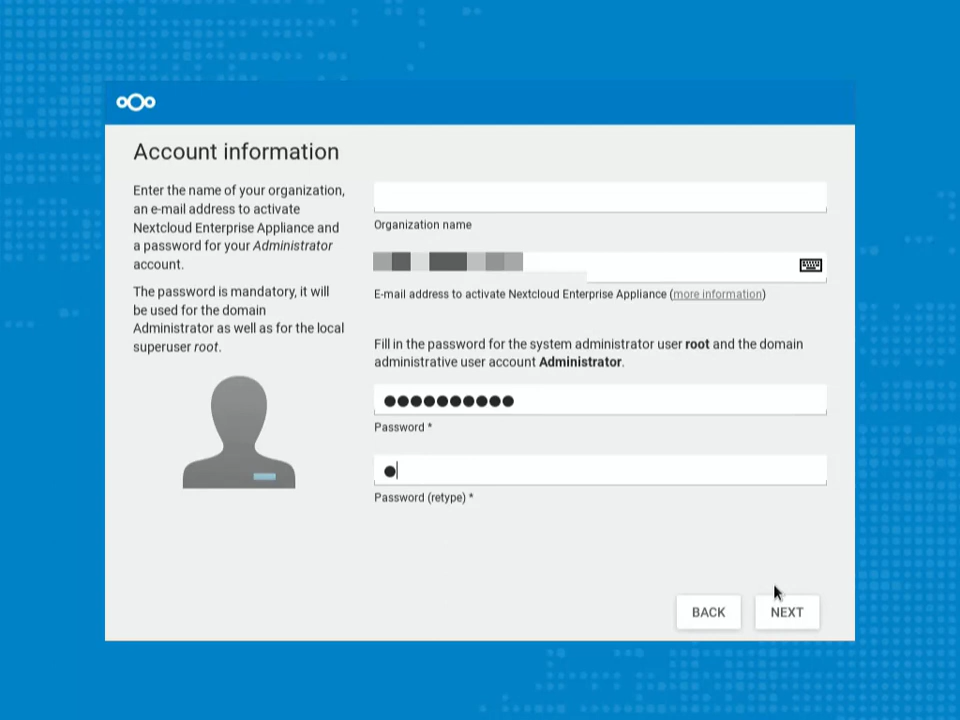 Account information
Enter the name of your organization,
an e-mail address to activate
Nextcloud Enterprise Appliance and
a password for your Administrator
account.
The password is mandatory, it will
be used for the domain
Administrator as well as for the local
superuser root.
Organization name
E-mail address to activate Nextcloud Enterprise Appliance (more information)
Fill in the password for the system administrator user root and the domain
administrative user account Administrator.
●●●●●●●●●●
Password *
●
Password (retype) *
BACK NEXT